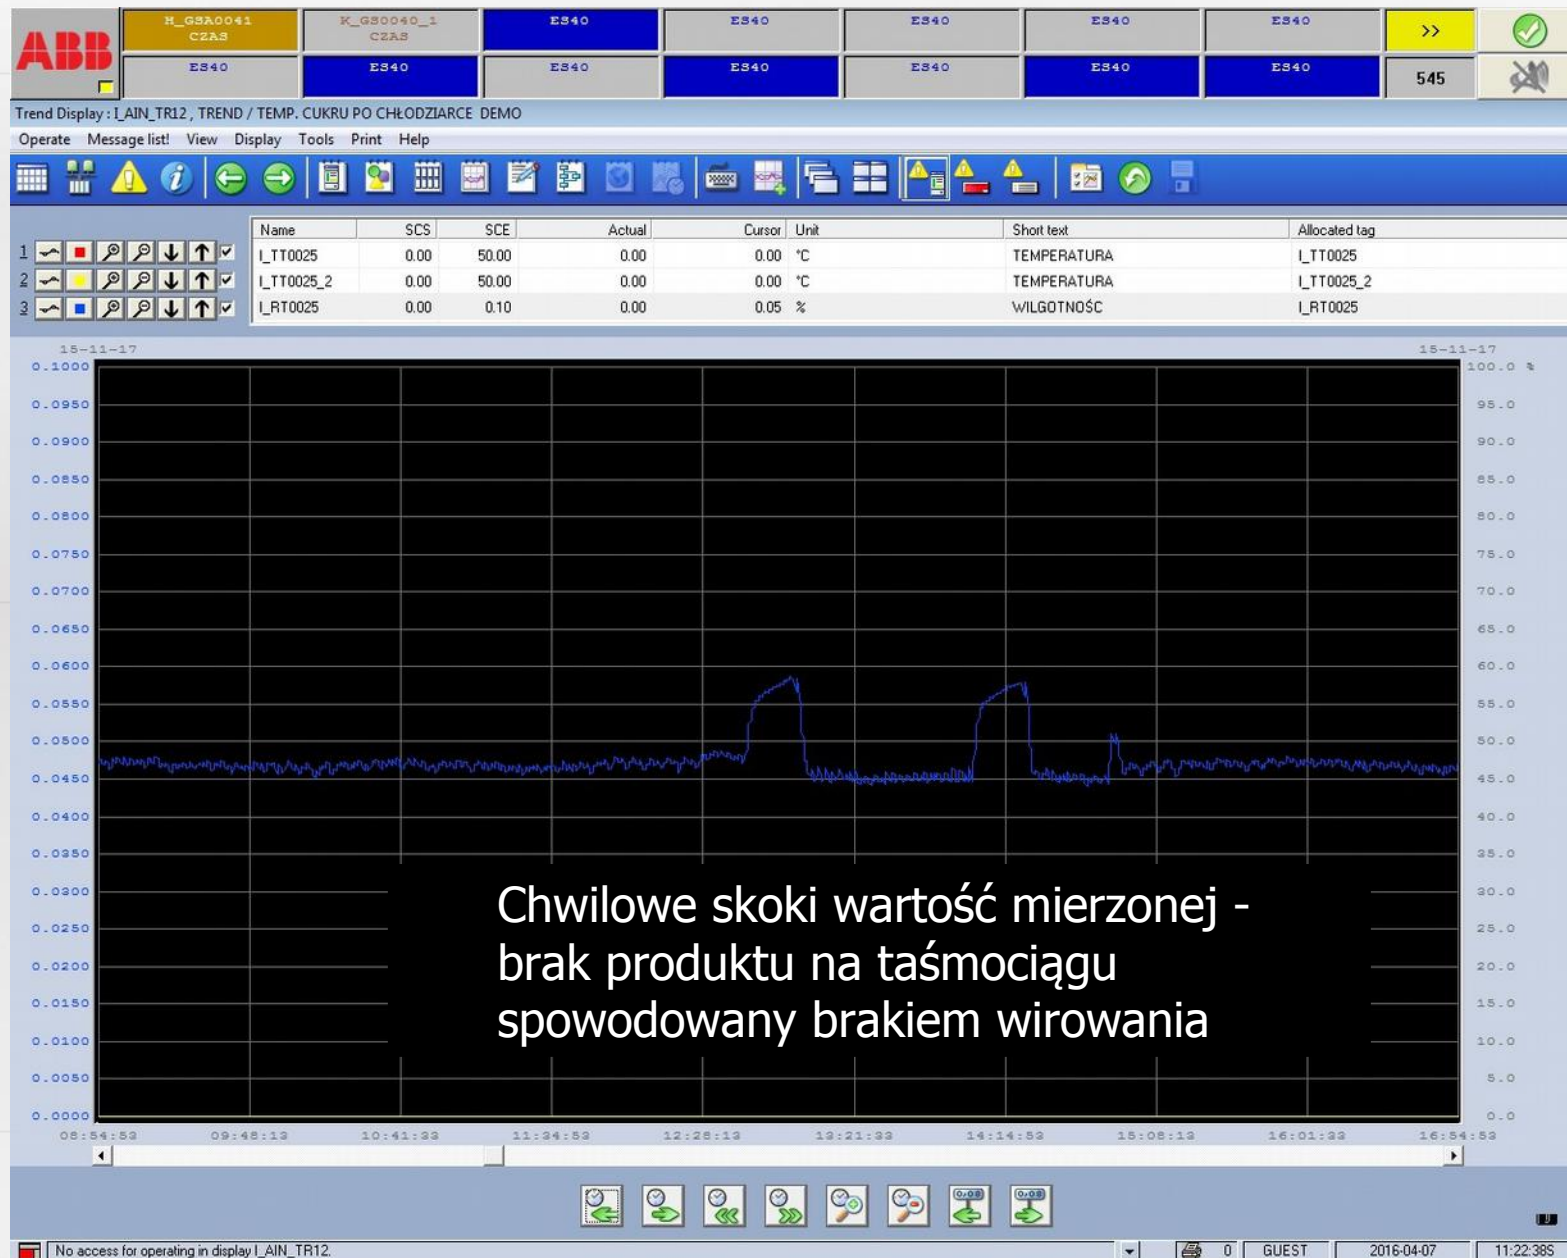 ABB
H_GSA0041 K_GS0040_1 ES40 ES40 ES40 ES40 ES40 >>
CZAS CZAS
ES40 ES40 ES40 ES40 ES40 ES40 ES40 545
Trend Display : I_AIN_TR12 , TREND / TEMP. CUKRU PO CHŁODZIARCE DEMO
Operate Message list! View Display Tools Print Help
Name SCS SCE Actual Cursor Unit Short text Allocated tag
1 I_TT0025 0.00 50.00 0.00 0.00 °C TEMPERATURA I_TT0025
2 I_TT0025_2 0.00 50.00 0.00 0.00 °C TEMPERATURA I_TT0025_2
3 I_RT0025 0.00 0.10 0.00 0.05 % WILGOTNOŚC I_RT0025
15-11-17 15-11-17
0.1000 100.0 %
0.0950 95.0
0.0900 90.0
0.0850 85.0
0.0800 80.0
0.0750 75.0
0.0700 70.0
0.0650 65.0
0.0600 60.0
0.0550 55.0
0.0500 50.0
0.0450 45.0
0.0400 40.0
0.0350 35.0
0.0300 30.0
0.0250 25.0
0.0200 20.0
0.0150 15.0
0.0100 10.0
0.0050 5.0
0.0000 0.0
Chwilowe skoki wartość mierzonej -
brak produktu na taśmociągu
spowodowany brakiem wirowania
08:54:53 09:48:13 10:41:33 11:34:53 12:28:13 13:21:33 14:14:53 15:08:13 16:01:33 16:54:53
No access for operating in display I_AIN_TR12. 0 GUEST 2016-04-07 11:22:38S